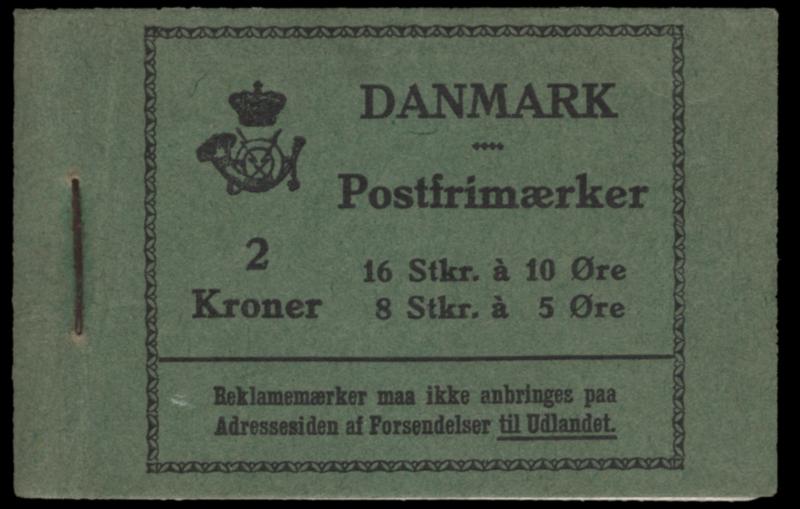 DANMARK
Postfrimærker
2
Kroner
16 Stkr. à 10 Øre
8 Stkr. à 5 Øre
Reklamemærker maa ikke anbringes paa
Adressesiden af Forsendelser til Udlandet.